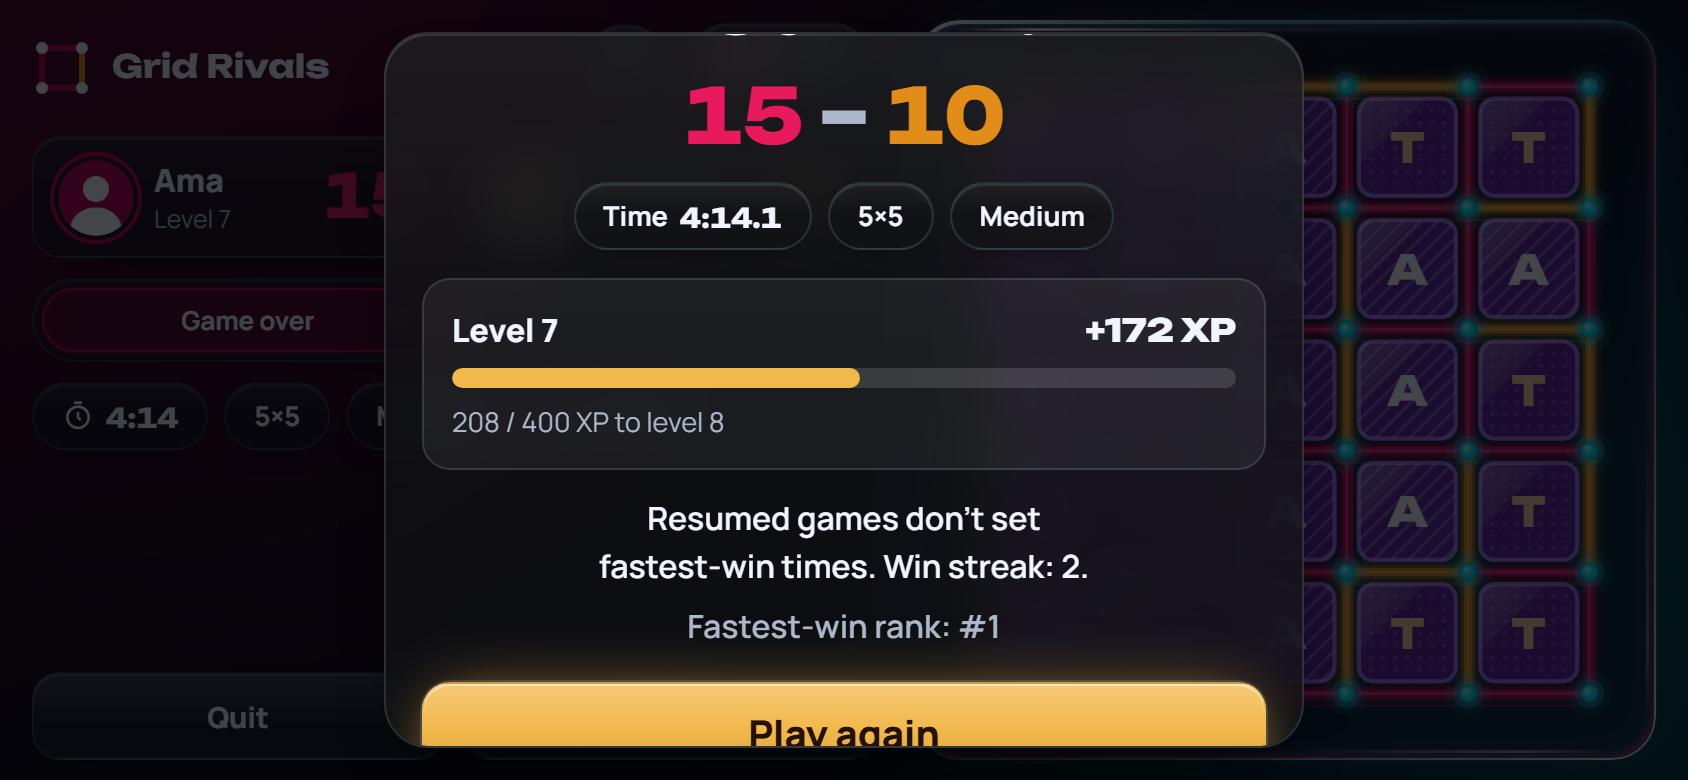 Grid Rivals
Ama
Level 7
15
Game over
4:14
5×5
Quit
15 – 10
Time 4:14.1
5×5
Medium
Level 7
+172 XP
208 / 400 XP to level 8
Resumed games don’t set
fastest-win times. Win streak: 2.
Fastest-win rank: #1
Play again
A T T
A A A
A T
A A T
A T T